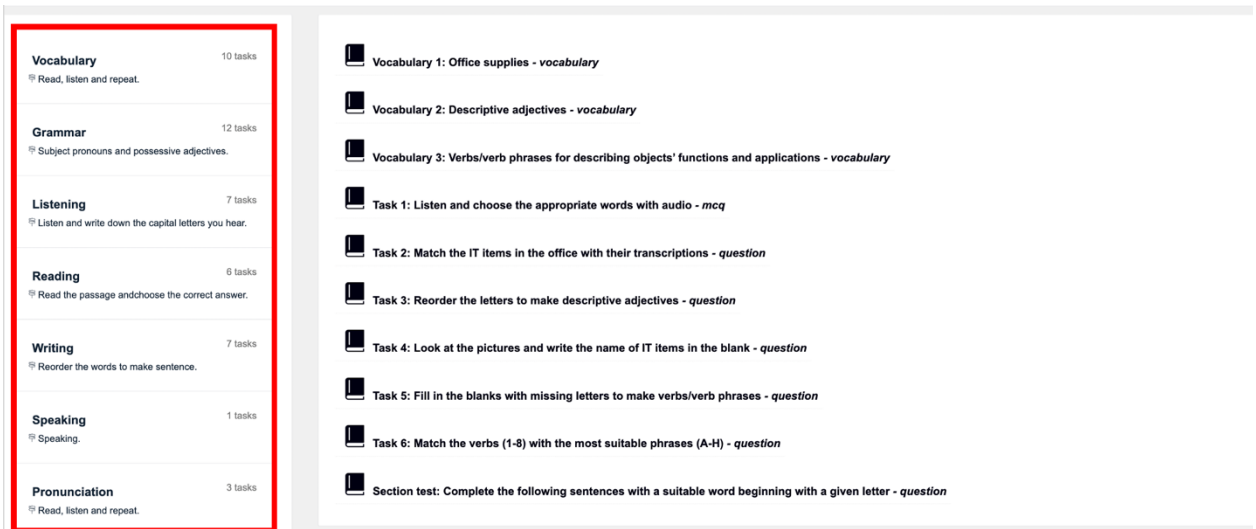 Vocabulary 10 tasks
Read, listen and repeat.
Grammar 12 tasks
Subject pronouns and possessive adjectives.
Listening 7 tasks
Listen and write down the capital letters you hear.
Reading 6 tasks
Read the passage andchoose the correct answer.
Writing 7 tasks
Reorder the words to make sentence.
Speaking 1 tasks
Speaking.
Pronunciation 3 tasks
Read, listen and repeat.
Vocabulary 1: Office supplies - vocabulary
Vocabulary 2: Descriptive adjectives - vocabulary
Vocabulary 3: Verbs/verb phrases for describing objects' functions and applications - vocabulary
Task 1: Listen and choose the appropriate words with audio - mcq
Task 2: Match the IT items in the office with their transcriptions - question
Task 3: Reorder the letters to make descriptive adjectives - question
Task 4: Look at the pictures and write the name of IT items in the blank - question
Task 5: Fill in the blanks with missing letters to make verbs/verb phrases - question
Task 6: Match the verbs (1-8) with the most suitable phrases (A-H) - question
Section test: Complete the following sentences with a suitable word beginning with a given letter - question